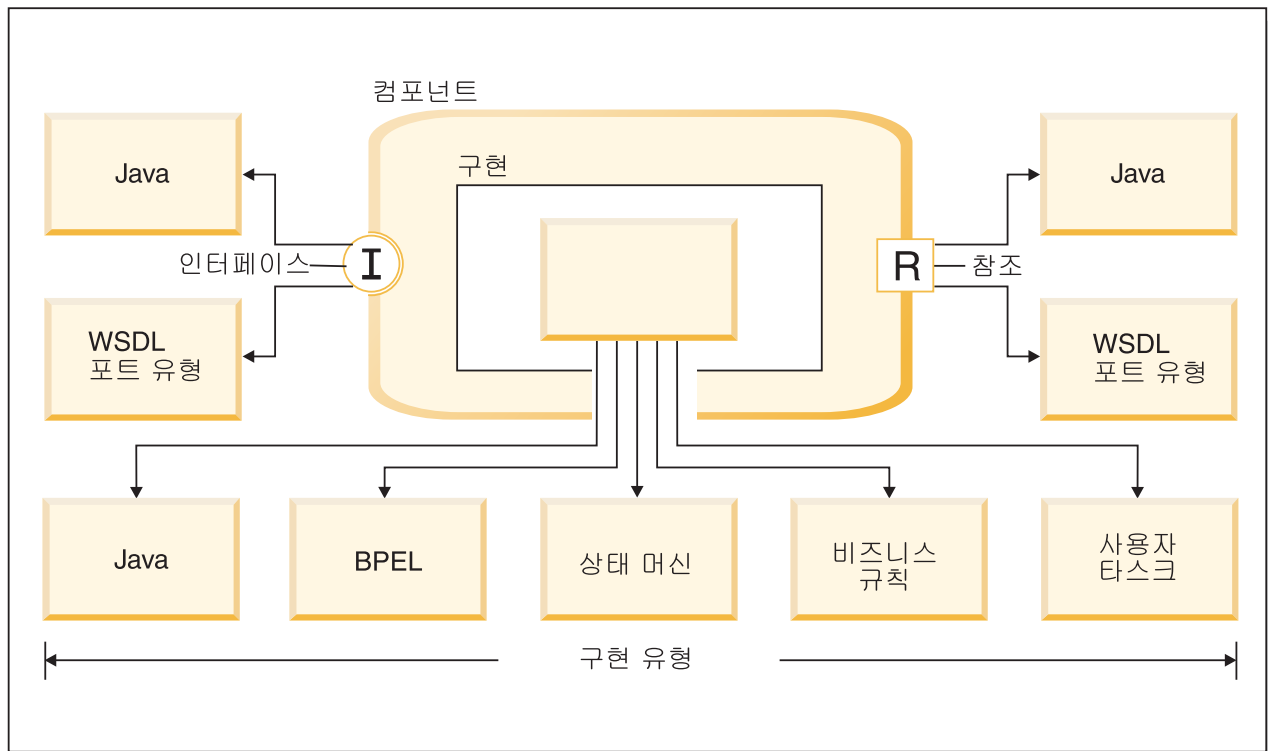 컴포넌트
Java
구현
Java
인터페이스
I
R
참조
WSDL
포트 유형
WSDL
포트 유형
Java
BPEL
상태 머신
비즈니스
규칙
사용자
타스크
구현 유형